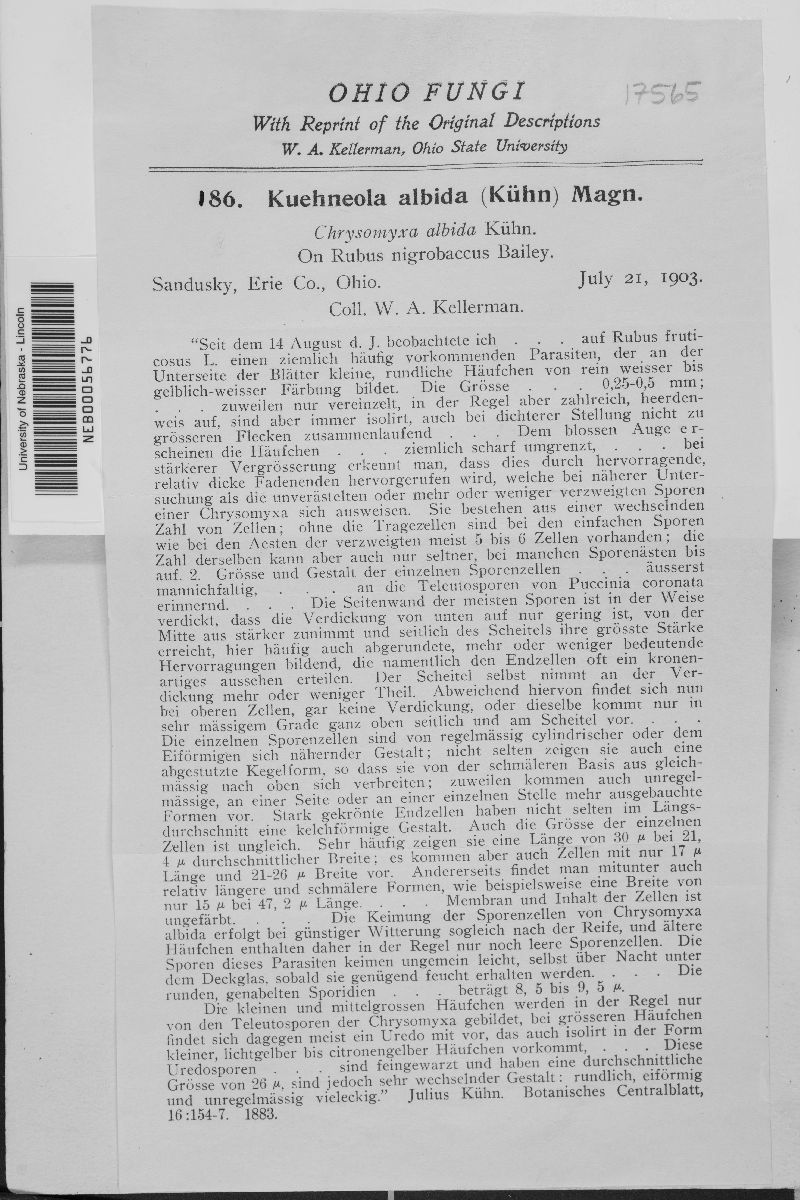 OHIO FUNGI
17565
With Reprint of the Original Descriptions
W. A. Kellerman, Ohio State University
186. Kuehneola albida (Kühn) Magn.
Chrysomyxa albida Kühn.
On Rubus nigrobaccus Bailey.
Sandusky, Erie Co., Ohio. July 21, 1903.
Coll. W. A. Kellerman.
University of Nebraska - Lincoln
NEB00056776
"Seit dem 14 August d. J. beobachtete ich . . . auf Rubus fruti-
cosus L. einen ziemlich häufig vorkommenden Parasiten, der an der
Unterseite der Blätter kleine, rundliche Häufchen von rein weisser bis
gelblich-weisser Färbung bildet. Die Grösse . . . 0,25-0,5 mm;
. . . zuweilen nur vereinzelt, in der Regel aber zahlreich, heerden-
weis auf, sind aber immer isolirt, auch bei dichterer Stellung nicht zu
grösseren Flecken zusammenlaufend . . . Dem blossen Auge er-
scheinen die Häufchen . . . ziemlich scharf umgrenzt, . . . bei
stärkerer Vergrösserung erkennt man, dass dies durch hervorragende,
relativ dicke Fadenenden hervorgerufen wird, welche bei näherer Unter-
suchung als die unverästelten oder mehr oder weniger verzweigten Sporen
einer Chrysomyxa sich ausweisen. Sie bestehen aus einer wechselnden
Zahl von Zellen; ohne die Tragezellen sind bei den einfachen Sporen
wie bei den Aesten der verzweigten meist 5 bis 6 Zellen vorhanden; die
Zahl derselben kann aber auch nur seltner, bei manchen Sporenästen bis
auf. 2. Grösse und Gestalt der einzelnen Sporenzellen . . . äusserst
mannichfaltig, . . . an die Teleutosporen von Puccinia coronata
erinnernd. . . . Die Seitenwand der meisten Sporen ist in der Weise
verdickt, dass die Verdickung von unten auf nur gering ist, von der
Mitte aus stärker zunimmt und seitlich des Scheitels ihre grösste Stärke
erreicht, hier häufig auch abgerundete, mehr oder weniger bedeutende
Hervorragungen bildend, die namentlich den Endzellen oft ein kronen-
artiges aussehen erteilen. Der Scheitel selbst nimmt an der Ver-
dickung mehr oder weniger Theil. Abweichend hiervon findet sich nun
bei oberen Zellen, gar keine Verdickung, oder dieselbe kommt nur in
sehr mässigem Grade ganz oben seitlich und am Scheitel vor. . . .
Die einzelnen Sporenzellen sind von regelmässig cylindrischer oder dem
Eiförmigen sich nähernder Gestalt; nicht selten zeigen sie auch eine
abgestutzte Kegelform, so dass sie von der schmäleren Basis aus gleich-
mässig nach oben sich verbreiten; zuweilen kommen auch unregel-
mässige, an einer Seite oder an einer einzelnen Stelle mehr ausgebauchte
Formen vor. Stark gekrönte Endzellen haben nicht selten im Längs-
durchschnitt eine kelchförmige Gestalt. Auch die Grösse der einzelnen
Zellen ist ungleich. Sehr häufig zeigen sie eine Länge von 30 μ bei 21,
4 μ durchschnittlicher Breite; es kommen aber auch Zellen mit nur 17 μ
Länge und 21-26 μ Breite vor. Andererseits findet man mitunter auch
relativ längere und schmälere Formen, wie beispielsweise eine Breite von
nur 15 μ bei 47, 2 μ Länge. . . . Membran und Inhalt der Zellen ist
ungefärbt. . . . Die Keimung der Sporenzellen von Chrysomyxa
albida erfolgt bei günstiger Witterung sogleich nach der Reife, und ältere
Häufchen enthalten daher in der Regel nur noch leere Sporenzellen. Die
Sporen dieses Parasiten keimen ungemein leicht, selbst über Nacht unter
dem Deckglas, sobald sie genügend feucht erhalten werden. . . . Die
runden, genabelten Sporidien . . . beträgt 8, 5 bis 9, 5 μ.
Die kleinen und mittelgrossen Häufchen werden in der Regel nur
von den Teleutosporen der Chrysomyxa gebildet, bei grösseren Häufchen
findet sich dagegen meist ein Uredo mit vor, das auch isolirt in der Form
kleiner, lichtgelber bis citronengelber Häufchen vorkommt, . . . Diese
Uredosporen . . . sind feingewarzt und haben eine durchschnittliche
Grösse von 26 μ, sind jedoch sehr wechselnder Gestalt: rundlich, eiförmig
und unregelmässig vieleckig." Julius Kühn. Botanisches Centralblatt,
16:154-7. 1883.